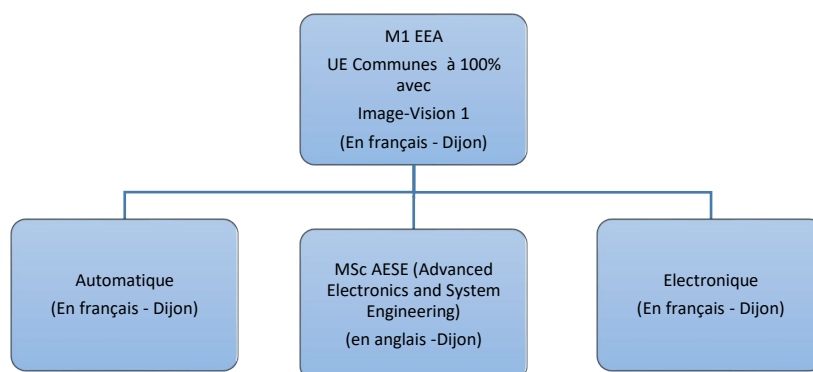 M1 EEA
UE Communes à 100%
avec
Image-Vision 1
(En français - Dijon)
Automatique
(En français - Dijon)
MSc AESE (Advanced
Electronics and System
Engineering)
(en anglais -Dijon)
Electronique
(En français - Dijon)